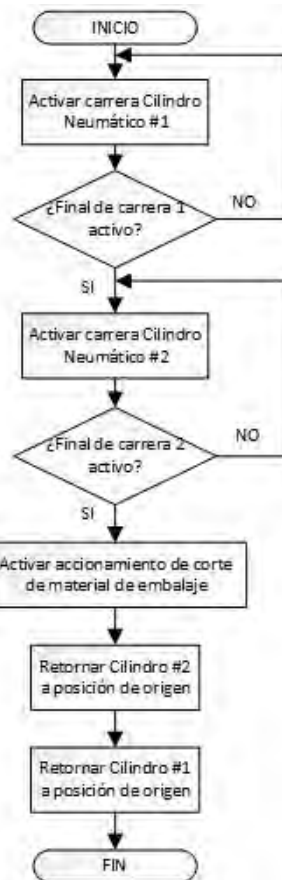 INICIO
Activar carrera Cilindro
Neumático #1
¿Final de carrera 1
activo?
NO
SI
Activar carrera Cilindro
Neumático #2
¿Final de carrera 2
activo?
NO
SI
Activar accionamiento de corte
de material de embalaje
Retornar Cilindro #2
a posición de origen
Retornar Cilindro #1
a posición de origen
FIN